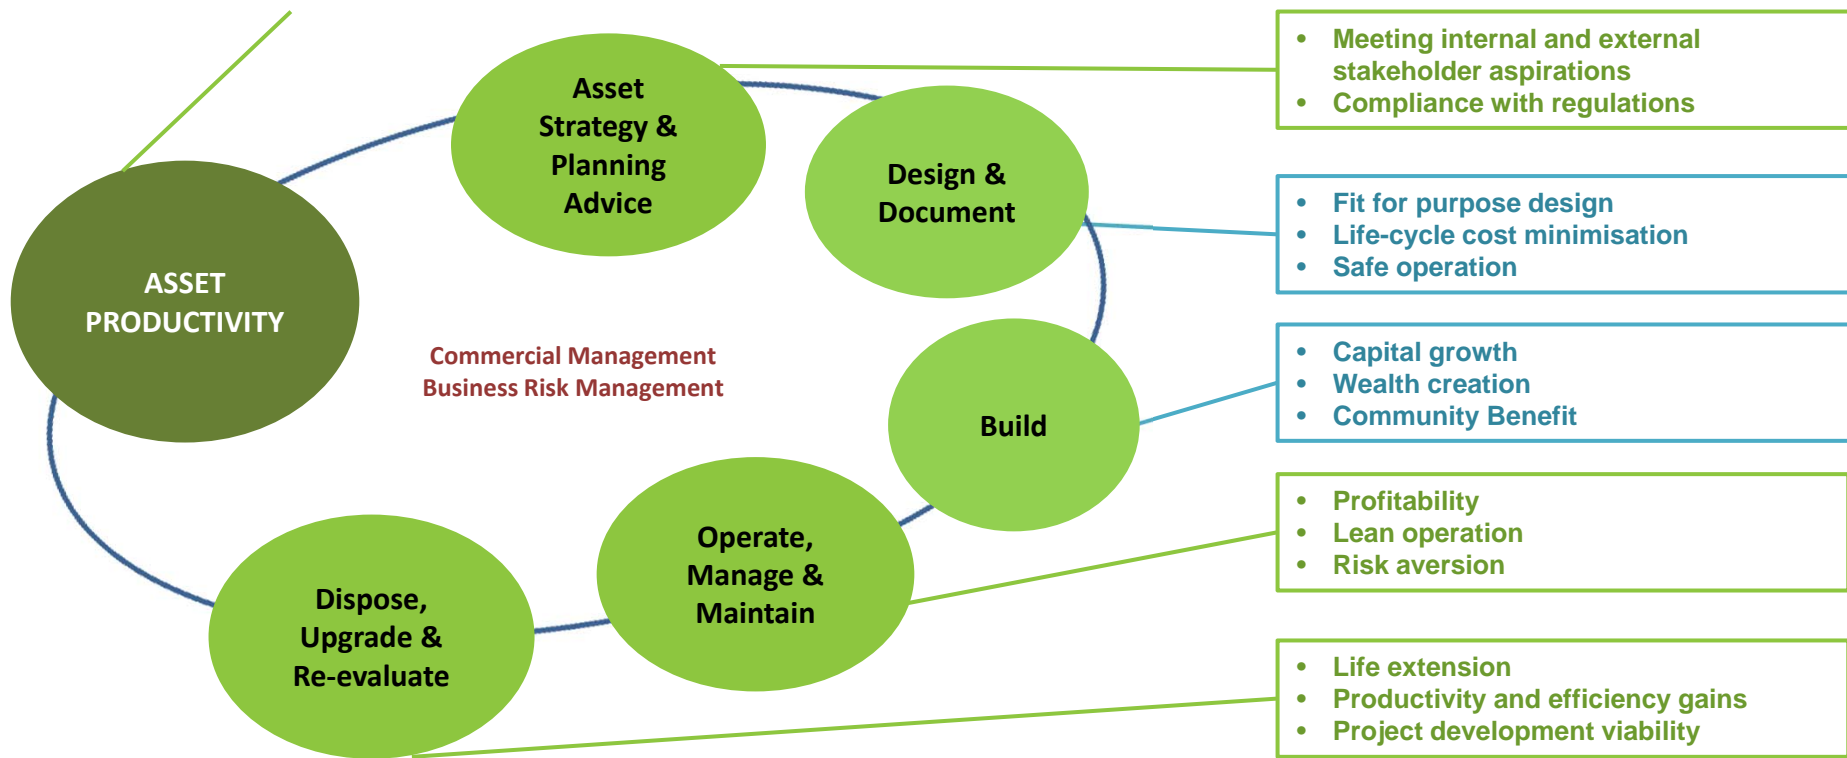 Asset
Strategy &
Planning
Advice
Design &
Document
ASSET
PRODUCTIVITY
Commercial Management
Business Risk Management
Build
Operate,
Manage &
Maintain
Dispose,
Upgrade &
Re-evaluate
• Meeting internal and external
stakeholder aspirations
• Compliance with regulations
• Fit for purpose design
• Life-cycle cost minimisation
• Safe operation
• Capital growth
• Wealth creation
• Community Benefit
• Profitability
• Lean operation
• Risk aversion
• Life extension
• Productivity and efficiency gains
• Project development viability